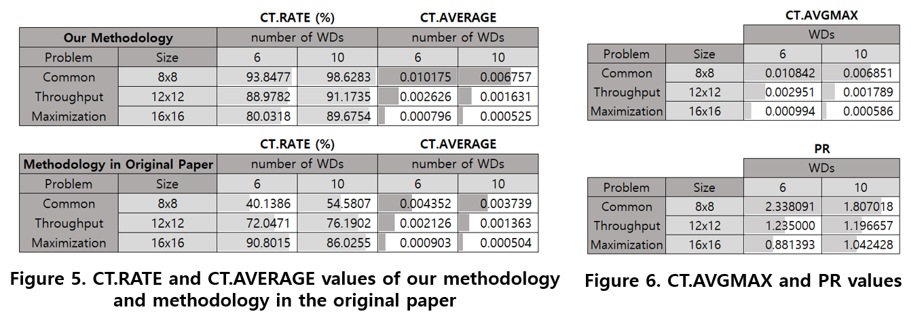 CT.RATE (%) CT.AVERAGE
Our Methodology number of WDs number of WDs
Problem Size 6 10 6 10
Common 8x8 93.8477 98.6283 0.010175 0.006757
Throughput 12x12 88.9782 91.1735 0.002626 0.001631
Maximization 16x16 80.0318 89.6754 0.000796 0.000525
CT.RATE (%) CT.AVERAGE
Methodology in Original Paper number of WDs number of WDs
Problem Size 6 10 6 10
Common 8x8 40.1386 54.5807 0.004352 0.003739
Throughput 12x12 72.0471 76.1902 0.002126 0.001363
Maximization 16x16 90.8015 86.0255 0.000903 0.000504
Figure 5. CT.RATE and CT.AVERAGE values of our methodology
and methodology in the original paper
CT.AVGMAX
WDs
Problem Size 6 10
Common 8x8 0.010842 0.006851
Throughput 12x12 0.002951 0.001789
Maximization 16x16 0.000994 0.000586
PR
WDs
Problem Size 6 10
Common 8x8 2.338091 1.807018
Throughput 12x12 1.235000 1.196657
Maximization 16x16 0.881393 1.042428
Figure 6. CT.AVGMAX and PR values